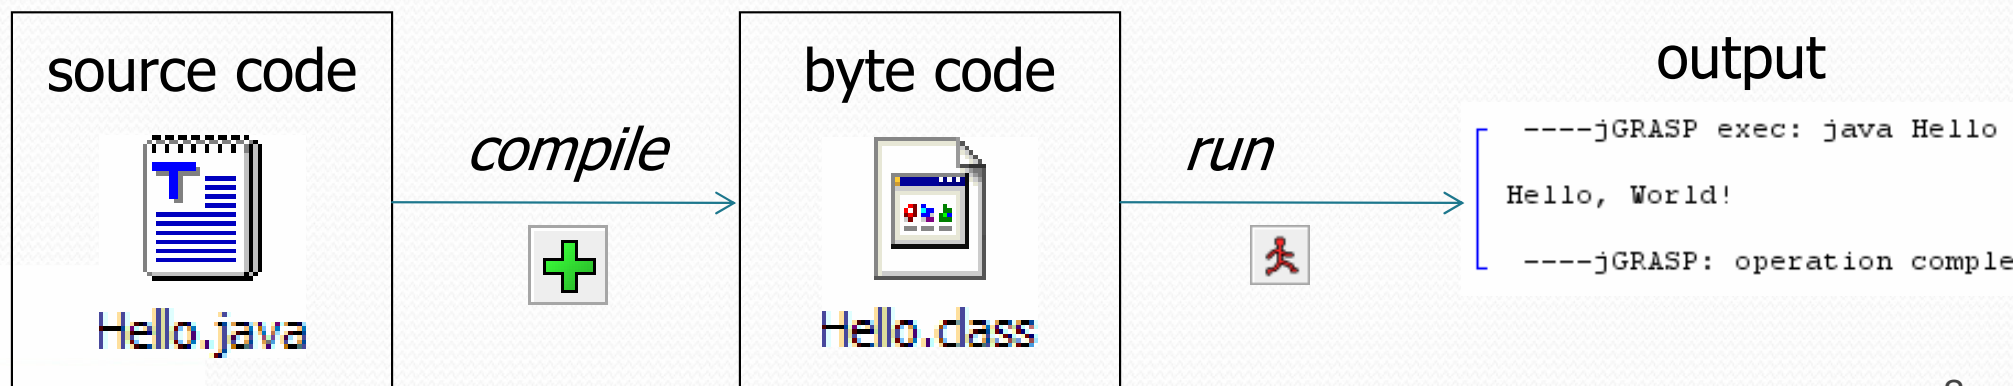 source code
Hello.java
compile
byte code
Hello.class
run
output
----jGRASP exec: java Hello
Hello, World!
----jGRASP: operation comple